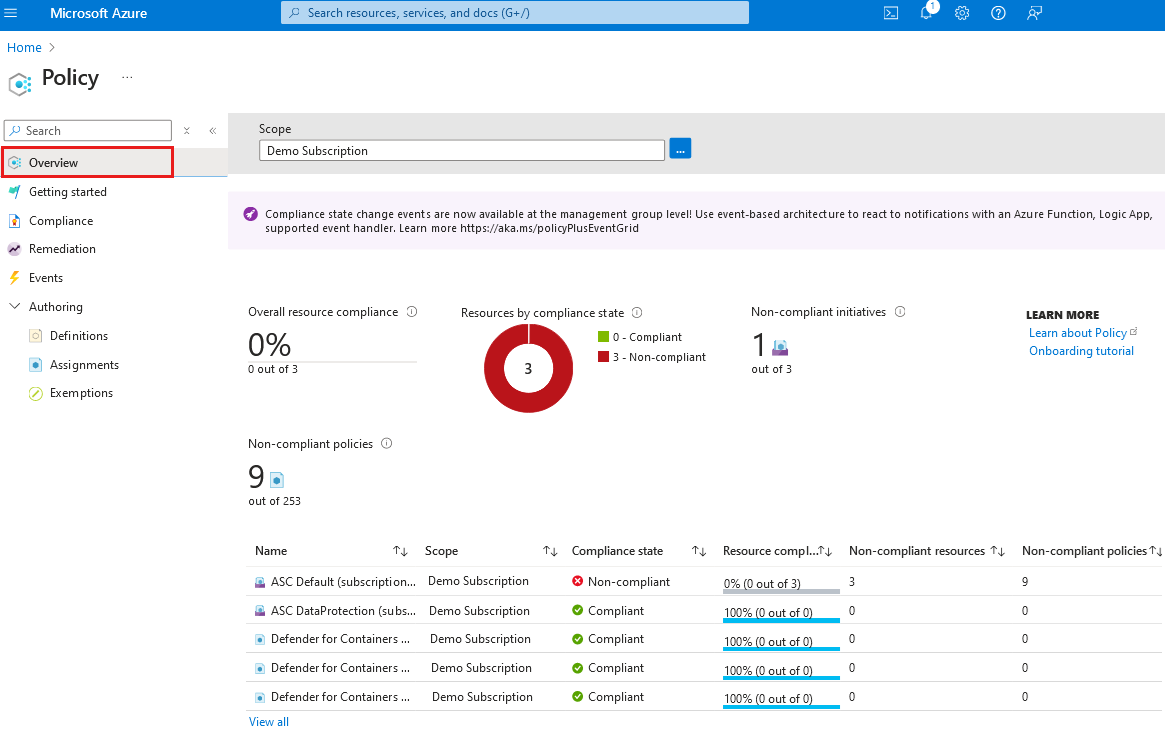 Microsoft Azure
Search resources, services, and docs (G+/)
1
Home
Policy
...
Search
Overview
Getting started
Compliance
Remediation
Events
Authoring
Definitions
Assignments
Exemptions
Scope
Demo Subscription
...
Compliance state change events are now available at the management group level! Use event-based architecture to react to notifications with an Azure Function, Logic App,
supported event handler. Learn more https://aka.ms/policyPlusEventGrid
Overall resource compliance
0%
0 out of 3
Resources by compliance state
3
0 - Compliant
3 - Non-compliant
Non-compliant initiatives
1
out of 3
LEARN MORE
Learn about Policy
Onboarding tutorial
Non-compliant policies
9
out of 253
Name Scope Compliance state Resource compl... Non-compliant resources Non-compliant policies
ASC Default (subscription... Demo Subscription Non-compliant 0% (0 out of 3) 3 9
ASC DataProtection (subs... Demo Subscription Compliant 100% (0 out of 0) 0 0
Defender for Containers ... Demo Subscription Compliant 100% (0 out of 0) 0 0
Defender for Containers ... Demo Subscription Compliant 100% (0 out of 0) 0 0
Defender for Containers ... Demo Subscription Compliant 100% (0 out of 0) 0 0
View all